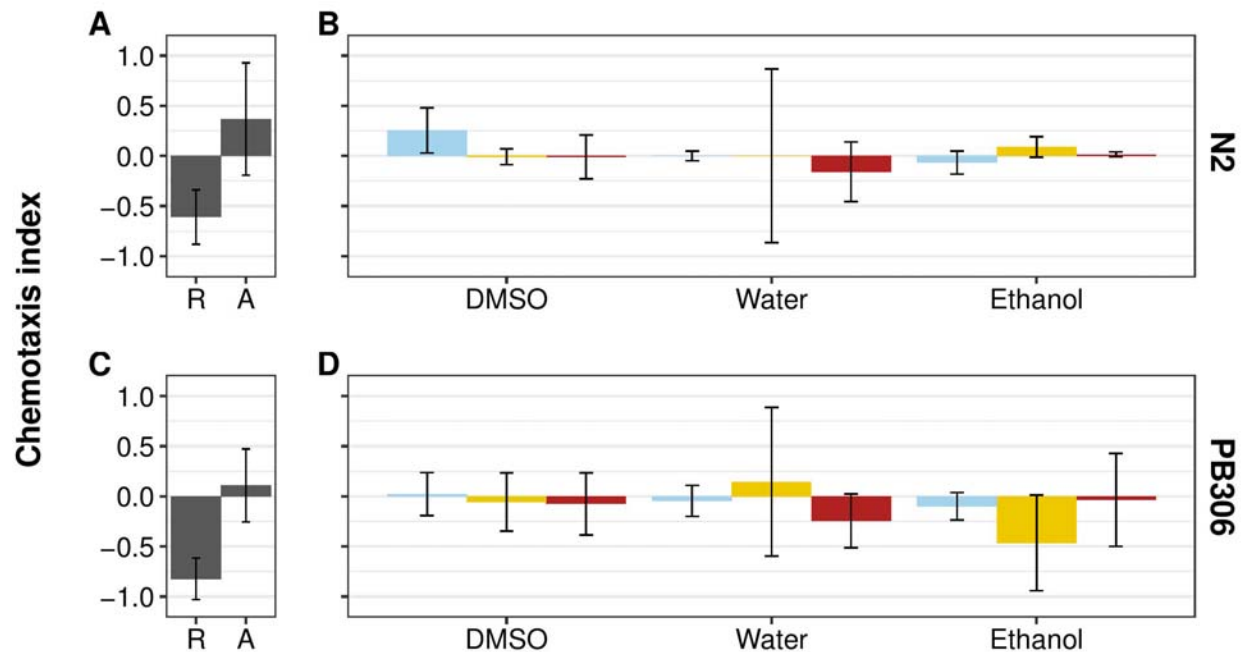 A
B
1.0
0.5
0.0
−0.5
−1.0
R A
DMSO Water Ethanol
N2
Chemotaxis index
C
D
1.0
0.5
0.0
−0.5
−1.0
R A
DMSO Water Ethanol
PB306